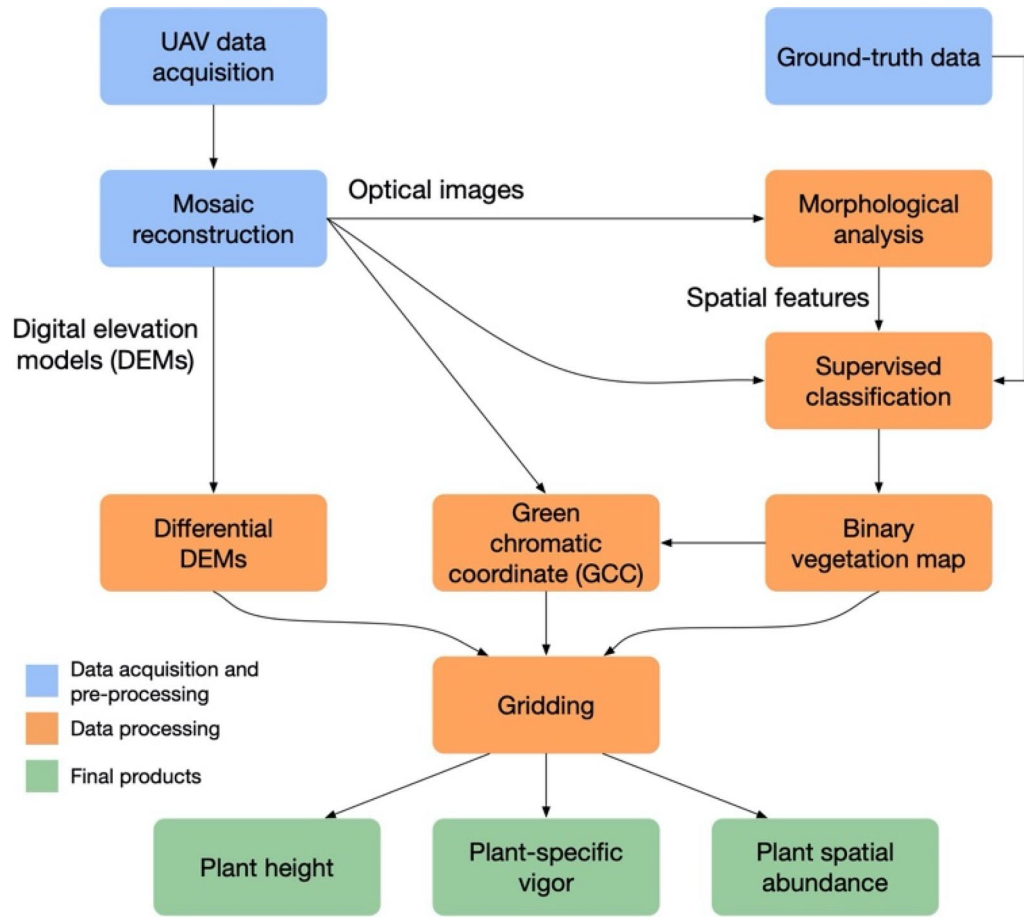 UAV data
acquisition
Ground-truth data
Optical images
Mosaic
reconstruction
Morphological
analysis
Spatial features
Digital elevation
models (DEMs)
Supervised
classification
Differential
DEMs
Green
chromatic
coordinate (GCC)
Binary
vegetation map
Data acquisition and
pre-processing
Data processing
Final products
Gridding
Plant height
Plant-specific
vigor
Plant spatial
abundance